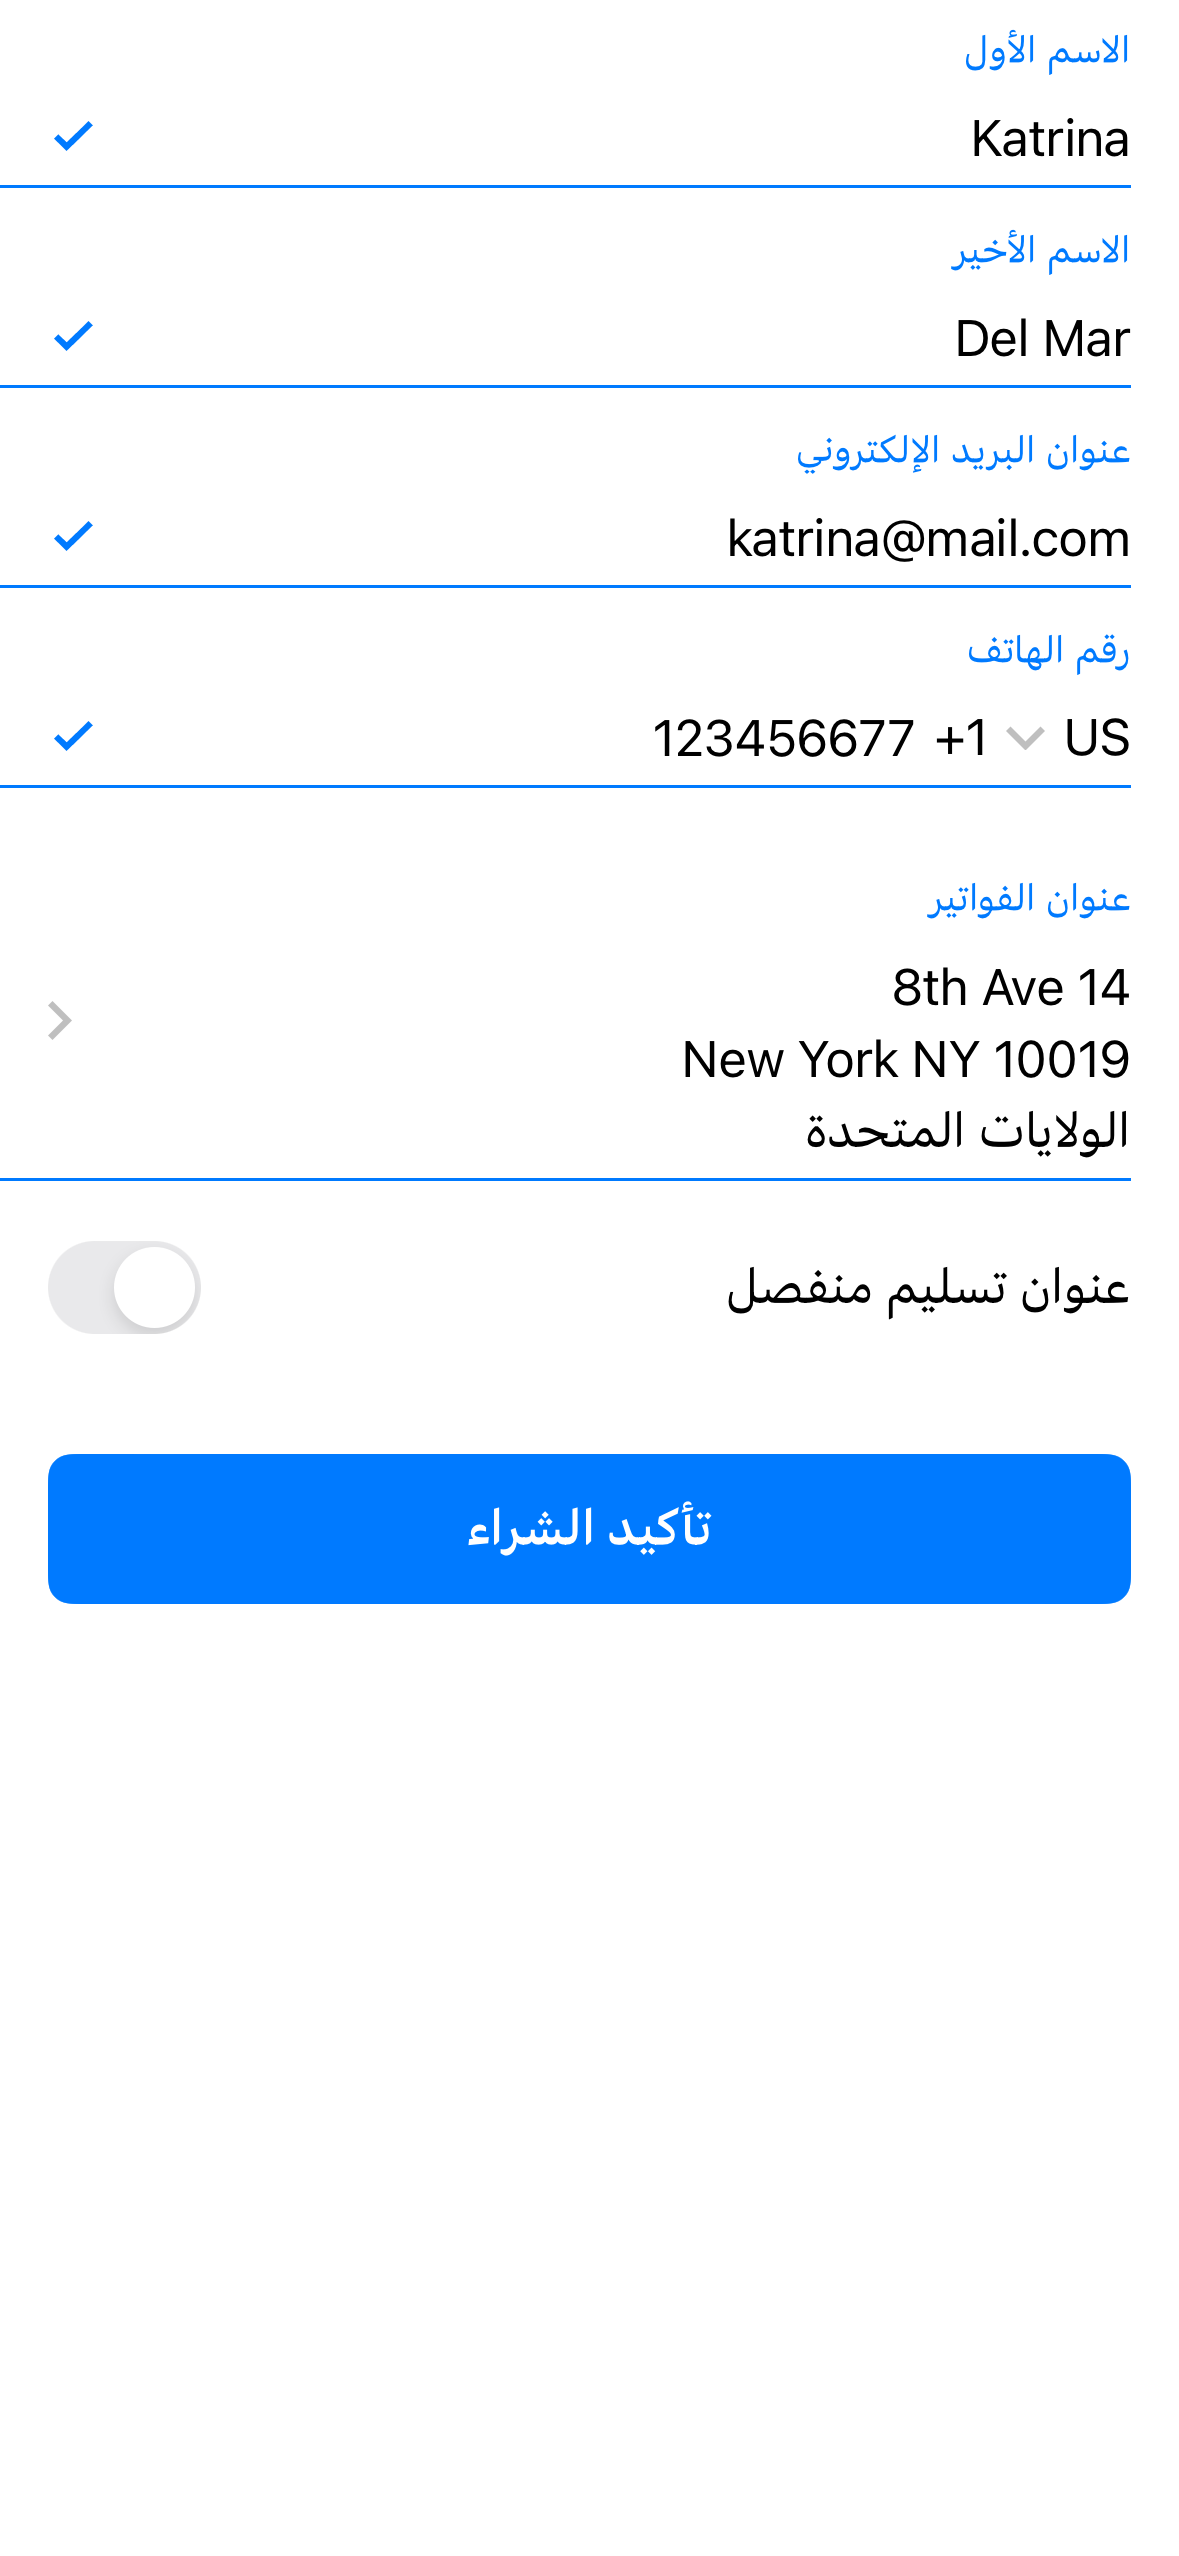 الاسم الأول
Katrina
الاسم الأخير
Del Mar
عنوان البريد الإلكتروني
katrina@mail.com
رقم الهاتف
US +1 123456677
عنوان الفواتير
8th Ave 14
New York NY 10019
الولايات المتحدة
عنوان تسليم منفصل
تأكيد الشراء